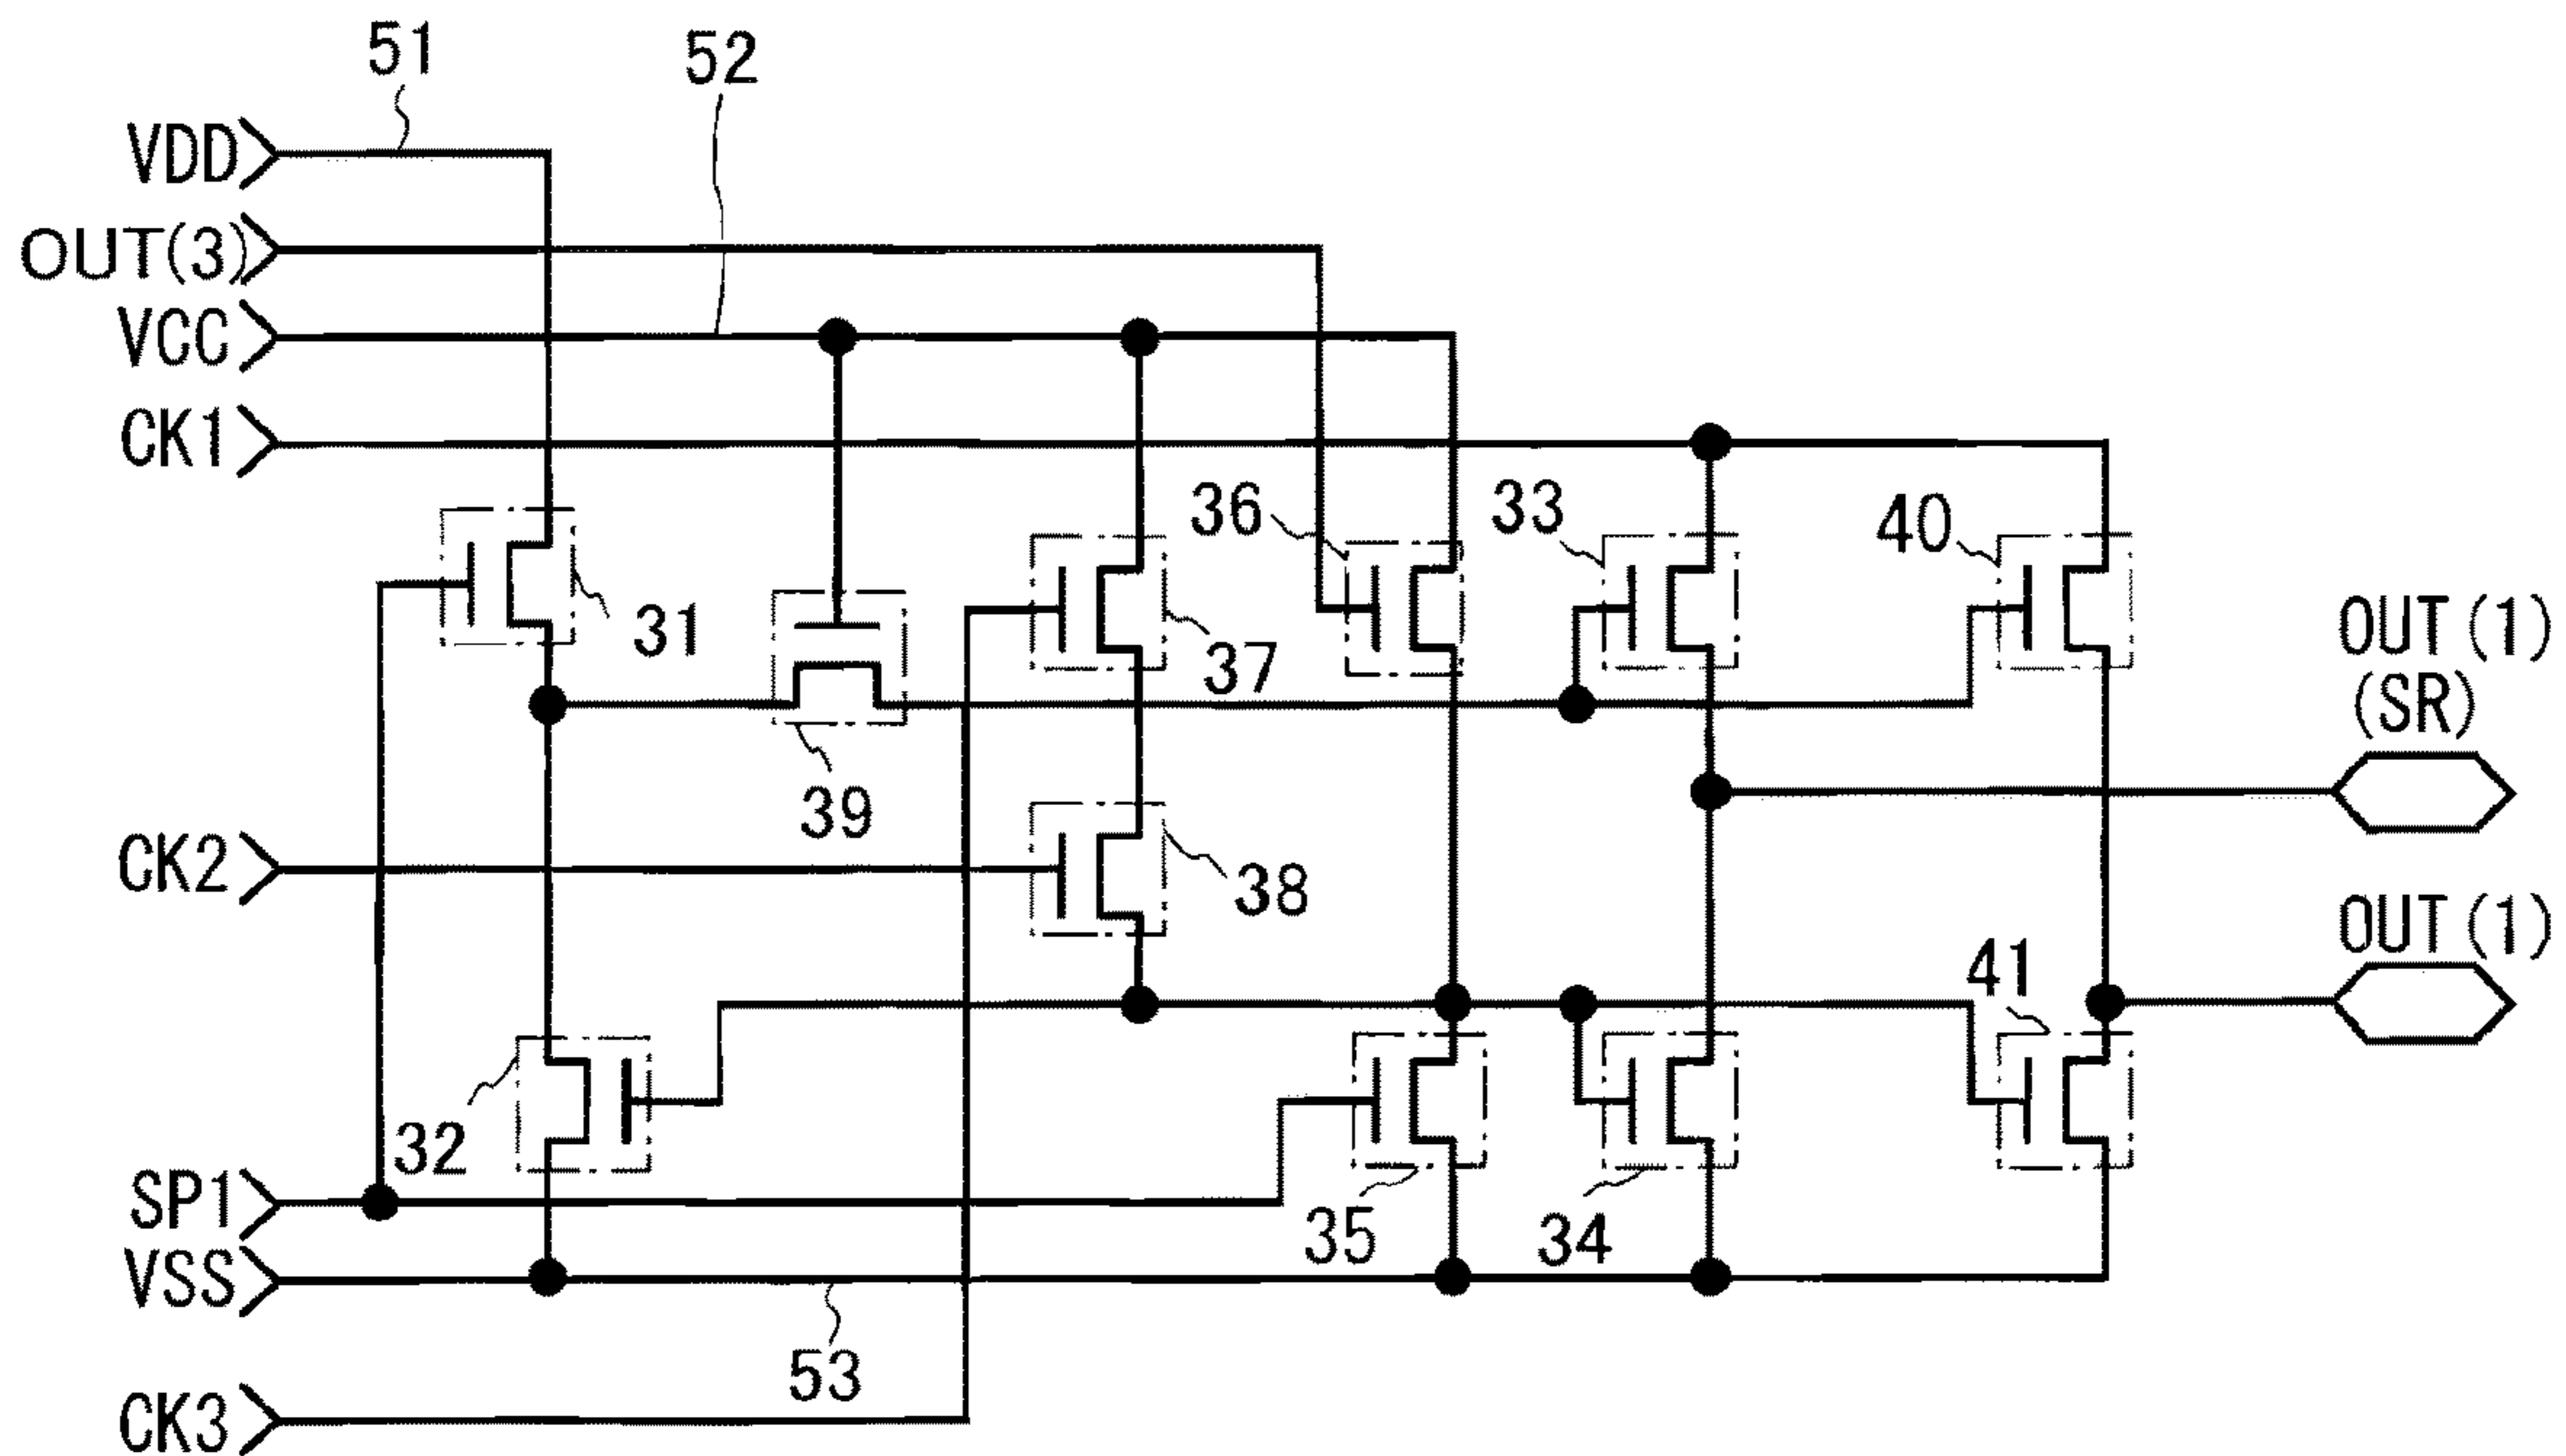 51
52
VDD
OUT(3)
VCC
CK1
36
33
40
31
37
OUT(1)
(SR)
39
CK2
38
OUT(1)
41
32
SP1
35
34
VSS
53
CK3